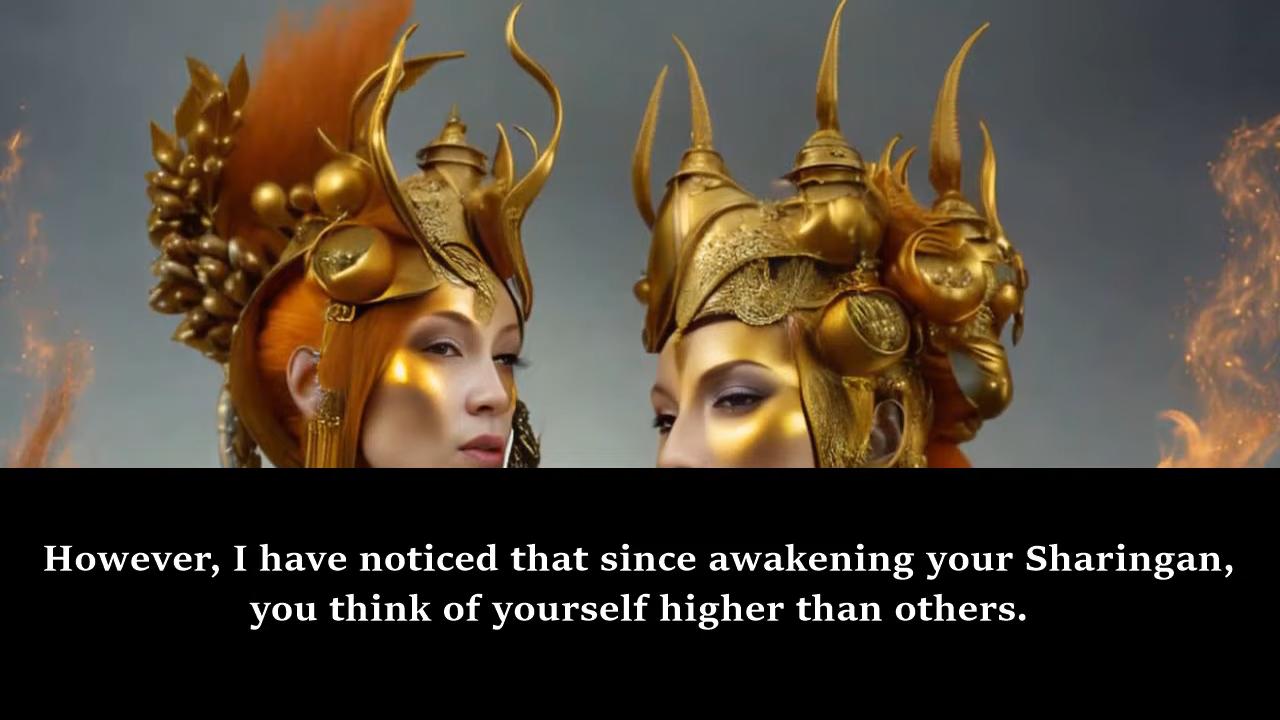 However, I have noticed that since awakening your Sharingan,
you think of yourself higher than others.